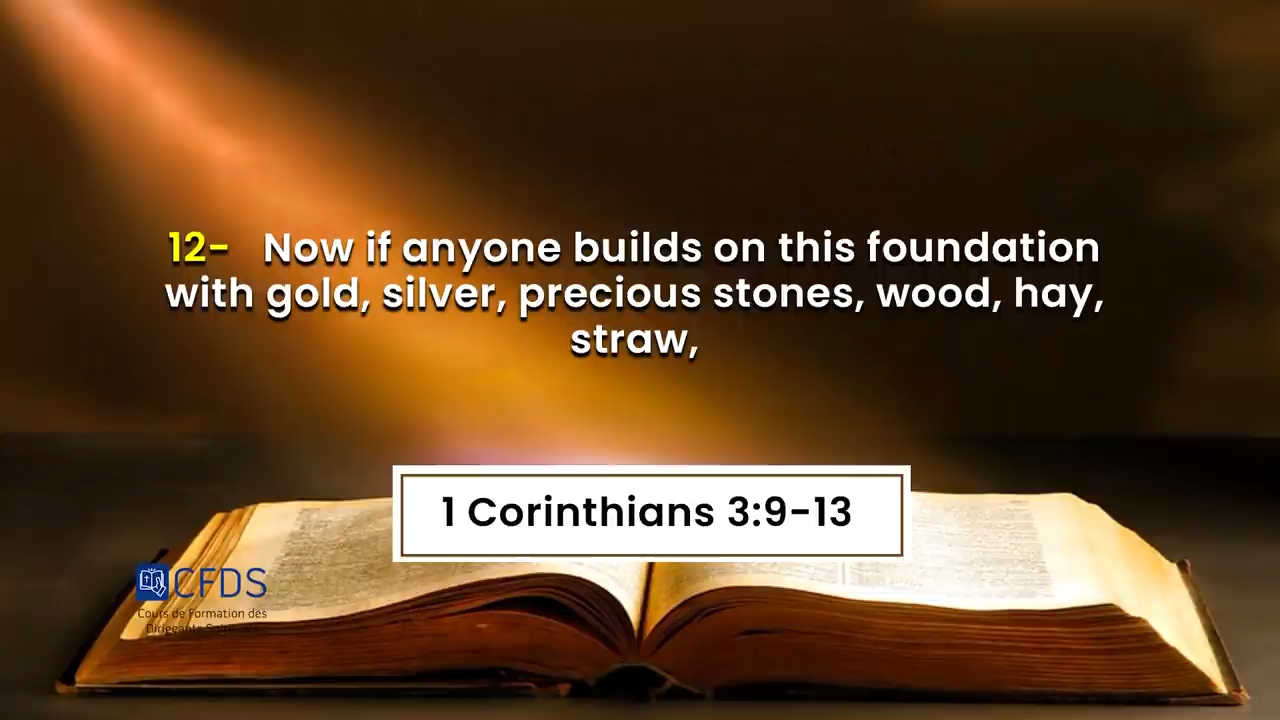 12- Now if anyone builds on this foundation
with gold, silver, precious stones, wood, hay,
straw,
1 Corinthians 3:9-13
CFDS
Cours de Formation des
Dirigeants